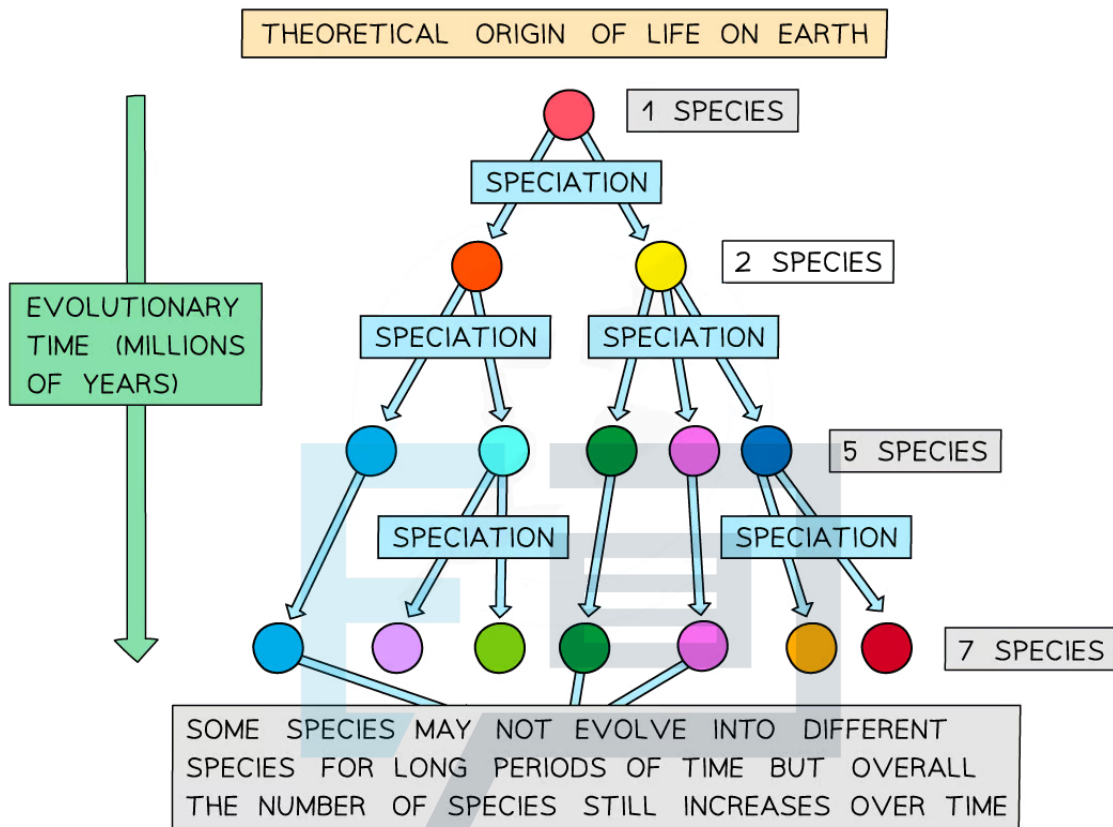 THEORETICAL ORIGIN OF LIFE ON EARTH
1 SPECIES
SPECIATION
2 SPECIES
EVOLUTIONARY
TIME (MILLIONS
OF YEARS)
SPECIATION
SPECIATION
5 SPECIES
SPECIATION
SPECIATION
7 SPECIES
SOME SPECIES MAY NOT EVOLVE INTO DIFFERENT
SPECIES FOR LONG PERIODS OF TIME BUT OVERALL
THE NUMBER OF SPECIES STILL INCREASES OVER TIME